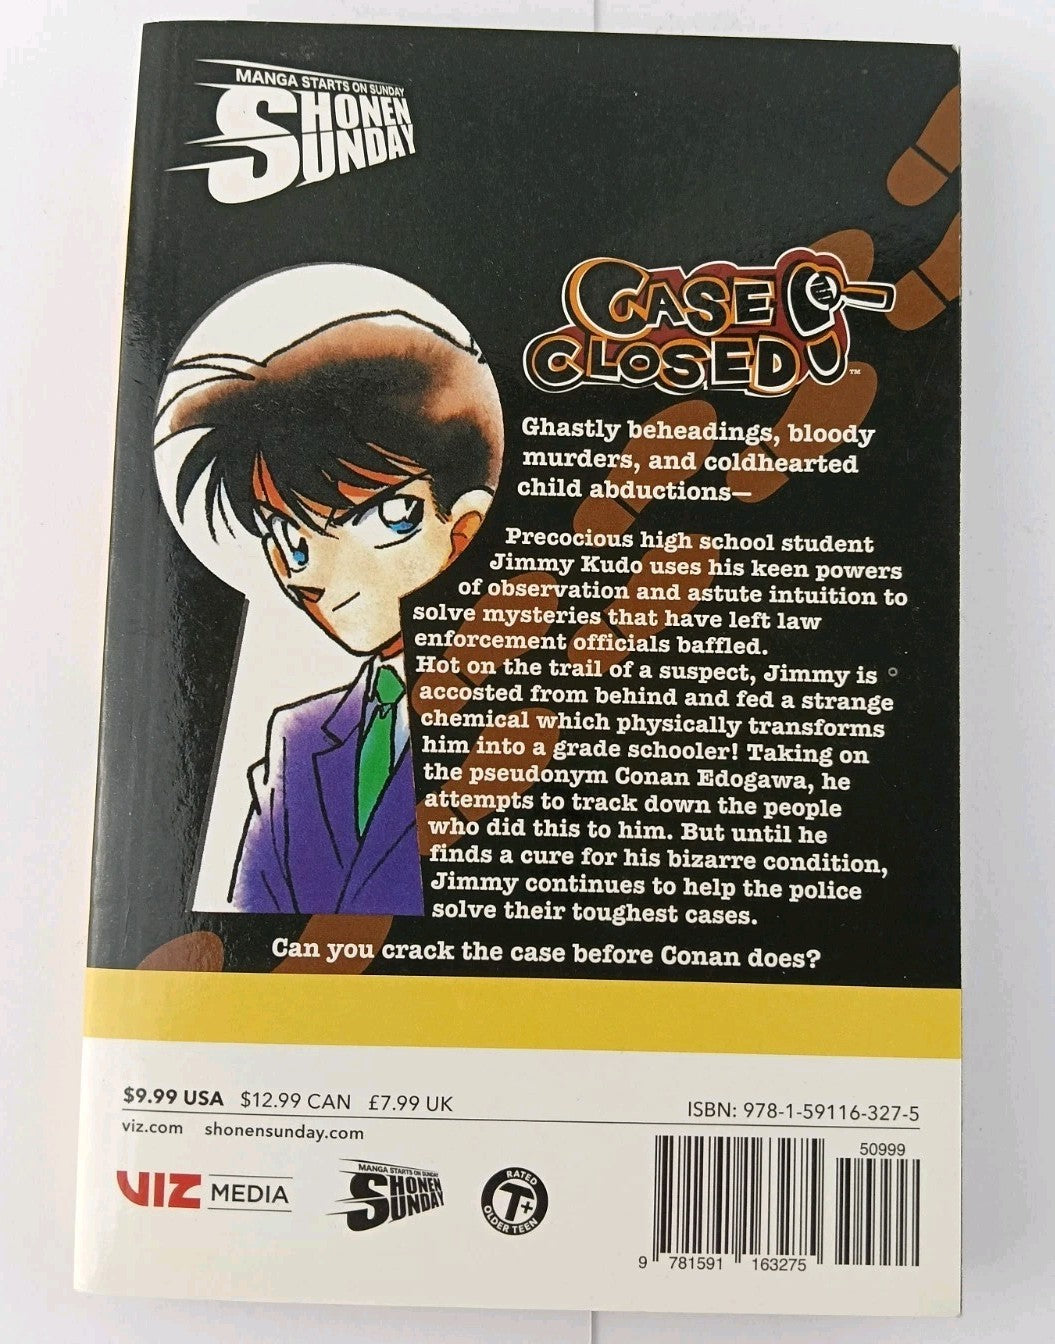 MANGA STARTS ON SUNDAY
SHONEN
SUNDAY
CASE
CLOSED
™
Ghastly beheadings, bloody
murders, and coldhearted
child abductions—
Precocious high school student
Jimmy Kudo uses his keen powers
of observation and astute intuition to
solve mysteries that have left law
enforcement officials baffled.
Hot on the trail of a suspect, Jimmy is
accosted from behind and fed a strange
chemical which physically transforms
him into a grade schooler! Taking on
the pseudonym Conan Edogawa, he
attempts to track down the people
who did this to him. But until he
finds a cure for his bizarre condition,
Jimmy continues to help the police
solve their toughest cases.
Can you crack the case before Conan does?
$9.99 USA $12.99 CAN £7.99 UK
viz.com shonensunday.com
ISBN: 978-1-59116-327-5
50999
VIZ MEDIA
MANGA STARTS ON SUNDAY
SHONEN
SUNDAY
RATED
T+
OLDER TEEN
9 781591 163275